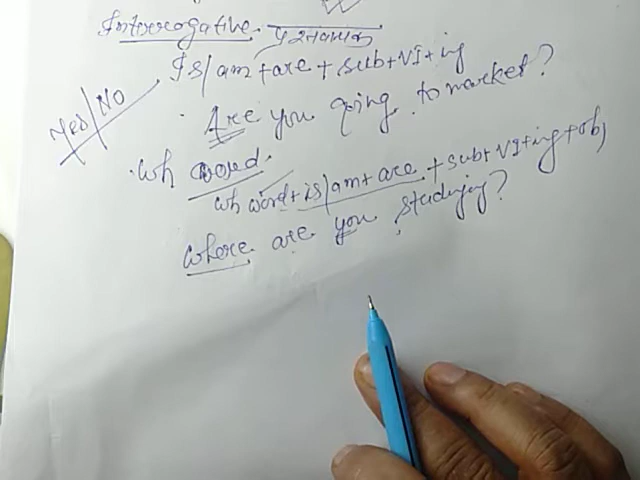 Interrogative. प्रश्नवाचक
Is/am+are+sub+V1+ing
Yes/No
. Are you going to market?
.Wh word.
wh word+is/am+are+sub+V1+ing+obj
where are you studying?